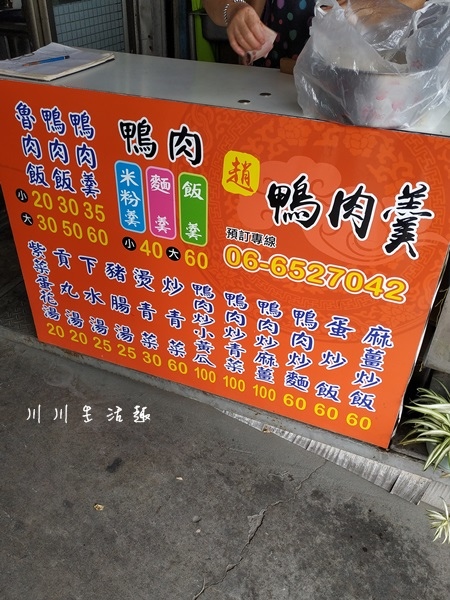 魯肉飯
鴨肉飯
鴨肉羹
小 20 30 35
大 30 50 60
鴨肉
米粉羹
麵羹
飯羹
小 40 大 60
趙
鴨肉羹
預訂專線
06-6527042
紫菜蛋花湯
貢丸湯
下水湯
豬腸湯
燙青菜
炒青菜
鴨肉炒小黃瓜
鴨肉炒青菜
鴨肉炒麻薑
鴨肉炒麵
蛋炒飯
麻薑炒飯
20 20 25 25 30 60 100 100 100 60 60 60
川川生活趣